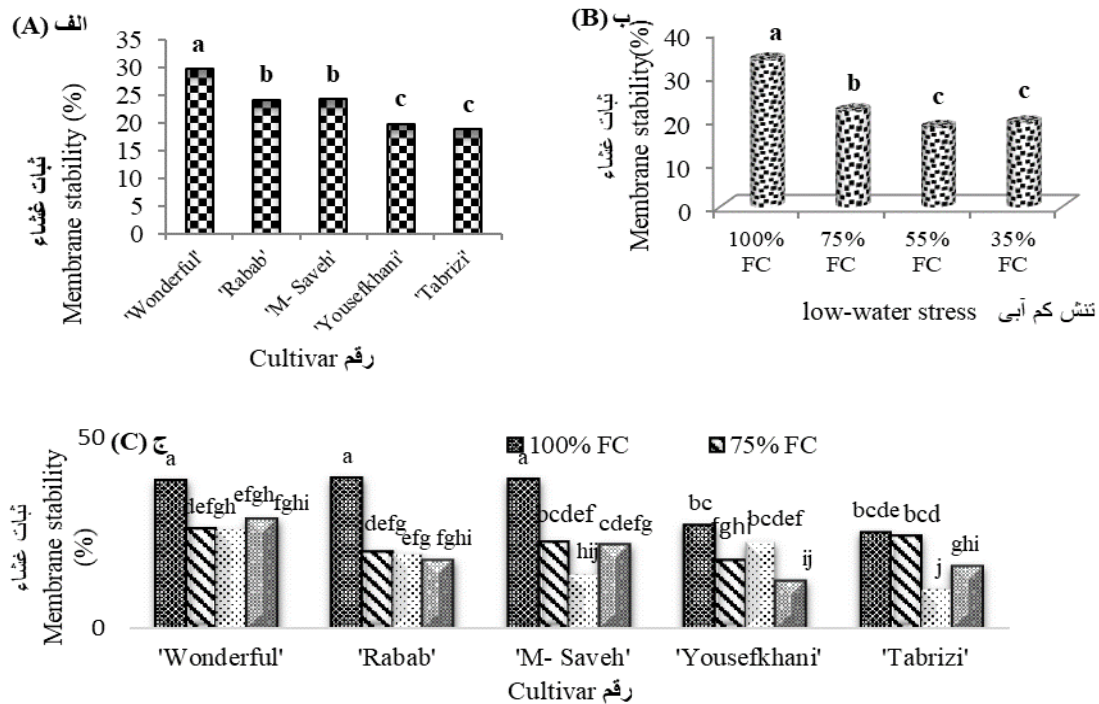 (A) الف
ثبات غشاء
Membrane stability (%)
35
30
25
20
15
10
5
0
a
b
b
c
c
'Wonderful'
'Rabab'
'M- Saveh'
'Yousefkhani'
'Tabrizi'
Cultivar رقم
(B) ب
ثبات غشاء
Membrane stability(%)
40
30
20
10
0
a
b
c
c
100% FC
75% FC
55% FC
35% FC
low-water stress تنش کم آبی
(C) ج
ثبات غشاء
Membrane stability (%)
50
0
100% FC
75% FC
a
defgh
efgh
fghi
a
defg
efg
fghi
a
bcdef
hij
cdefg
bc
fghi
bcdef
ij
bcde
bcd
j
ghi
'Wonderful'
'Rabab'
'M- Saveh'
'Yousefkhani'
'Tabrizi'
Cultivar رقم